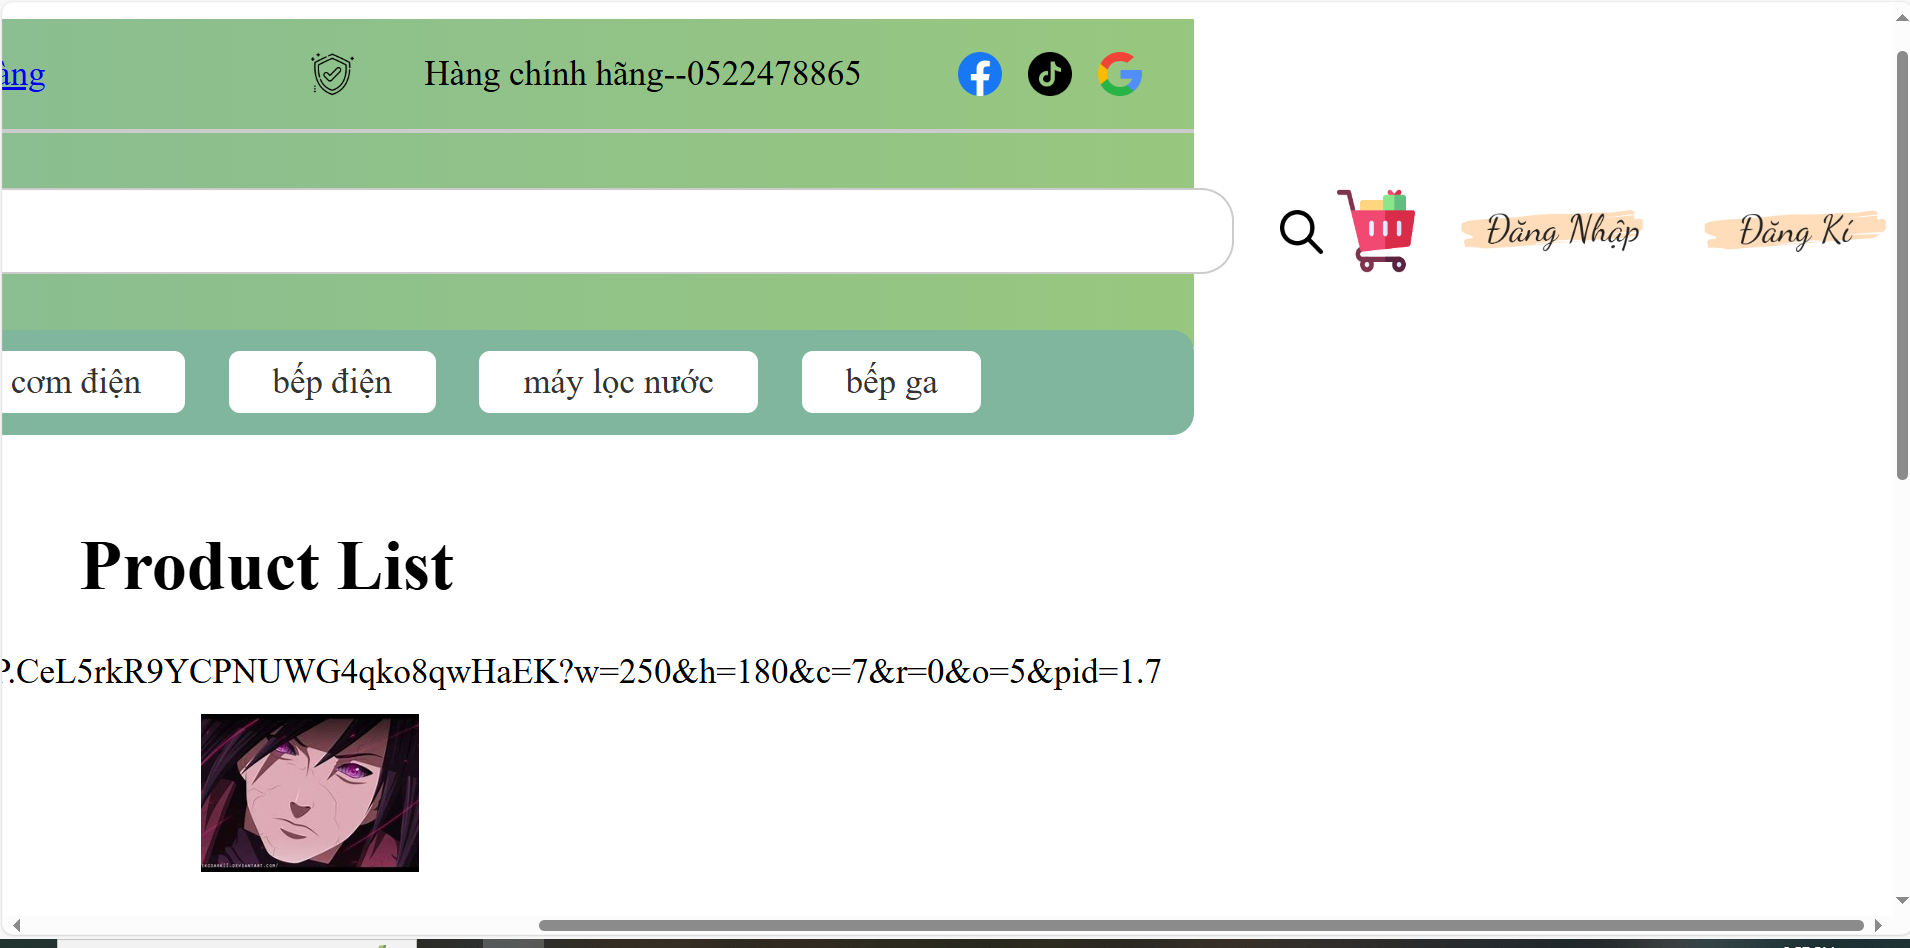 àng
Hàng chính hãng--0522478865
Đăng Nhập
Đăng Kí
cơm điện
bếp điện
máy lọc nước
bếp ga
Product List
P.CeL5rkR9YCPNUWG4qko8qwHaEK?w=250&h=180&c=7&r=0&o=5&pid=1.7